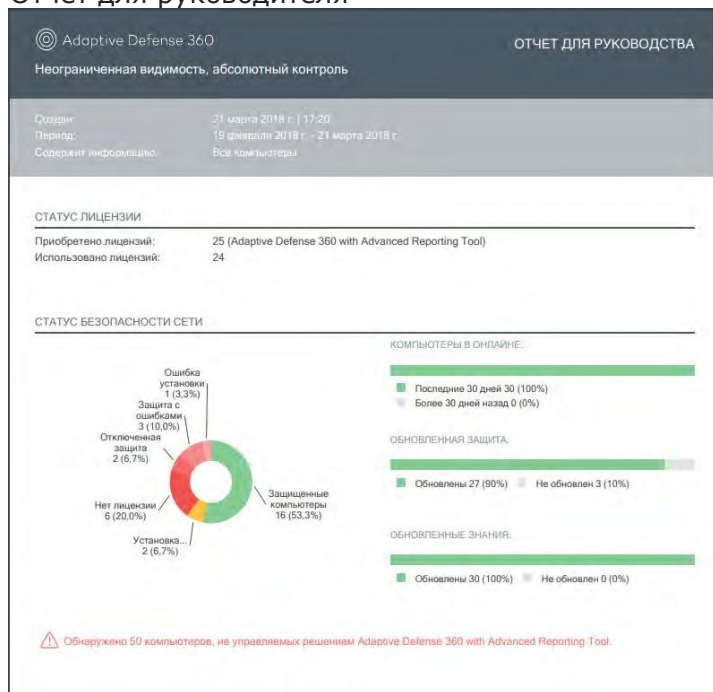 Отчет для руководителя
Adaptive Defense 360
ОТЧЕТ ДЛЯ РУКОВОДСТВА
Неограниченная видимость, абсолютный контроль
Создан: 21 марта 2018 г. | 17:20
Период: 19 февраля 2018 г. - 21 марта 2018 г.
Содержит информацию: Все компьютеры
СТАТУС ЛИЦЕНЗИИ
Приобретено лицензий: 25 (Adaptive Defense 360 with Advanced Reporting Tool)
Использовано лицензий: 24
СТАТУС БЕЗОПАСНОСТИ СЕТИ
Ошибка
установки
1 (3,3%)
Защита с
ошибками
3 (10,0%)
Отключенная
защита
2 (6,7%)
Нет лицензии
6 (20,0%)
Установка...
2 (6,7%)
Защищенные
компьютеры
16 (53,3%)
КОМПЬЮТЕРЫ В ОНЛАЙНЕ:
Последние 30 дней 30 (100%)
Более 30 дней назад 0 (0%)
ОБНОВЛЕННАЯ ЗАЩИТА:
Обновлены 27 (90%) Не обновлен 3 (10%)
ОБНОВЛЕННЫЕ ЗНАНИЯ:
Обновлены 30 (100%) Не обновлен 0 (0%)
Обнаружено 50 компьютеров, не управляемых решением Adaptive Defense 360 with Advanced Reporting Tool.